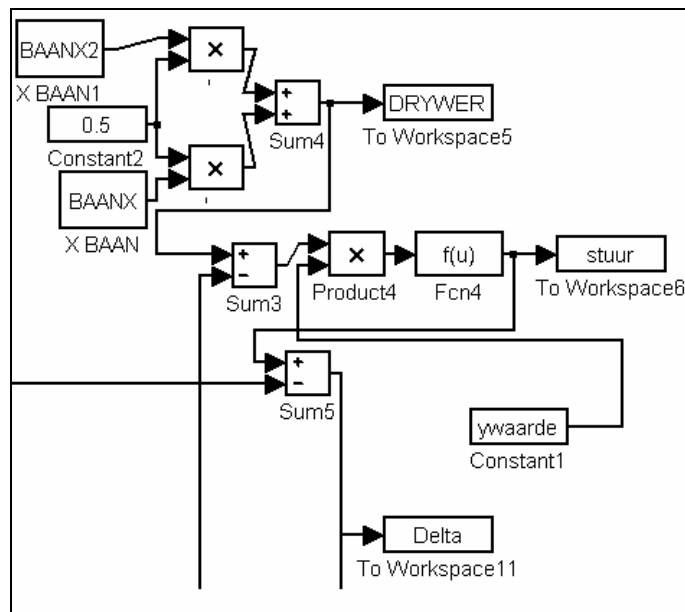 BAANX2
×
X BAAN1
0.5
Constant2
+
+
Sum4
DRYWER
To Workspace5
BAANX
×
X BAAN
+
−
Sum3
×
Product4
f(u)
Fcn4
stuur
To Workspace6
+
−
Sum5
ywaarde
Constant1
Delta
To Workspace11